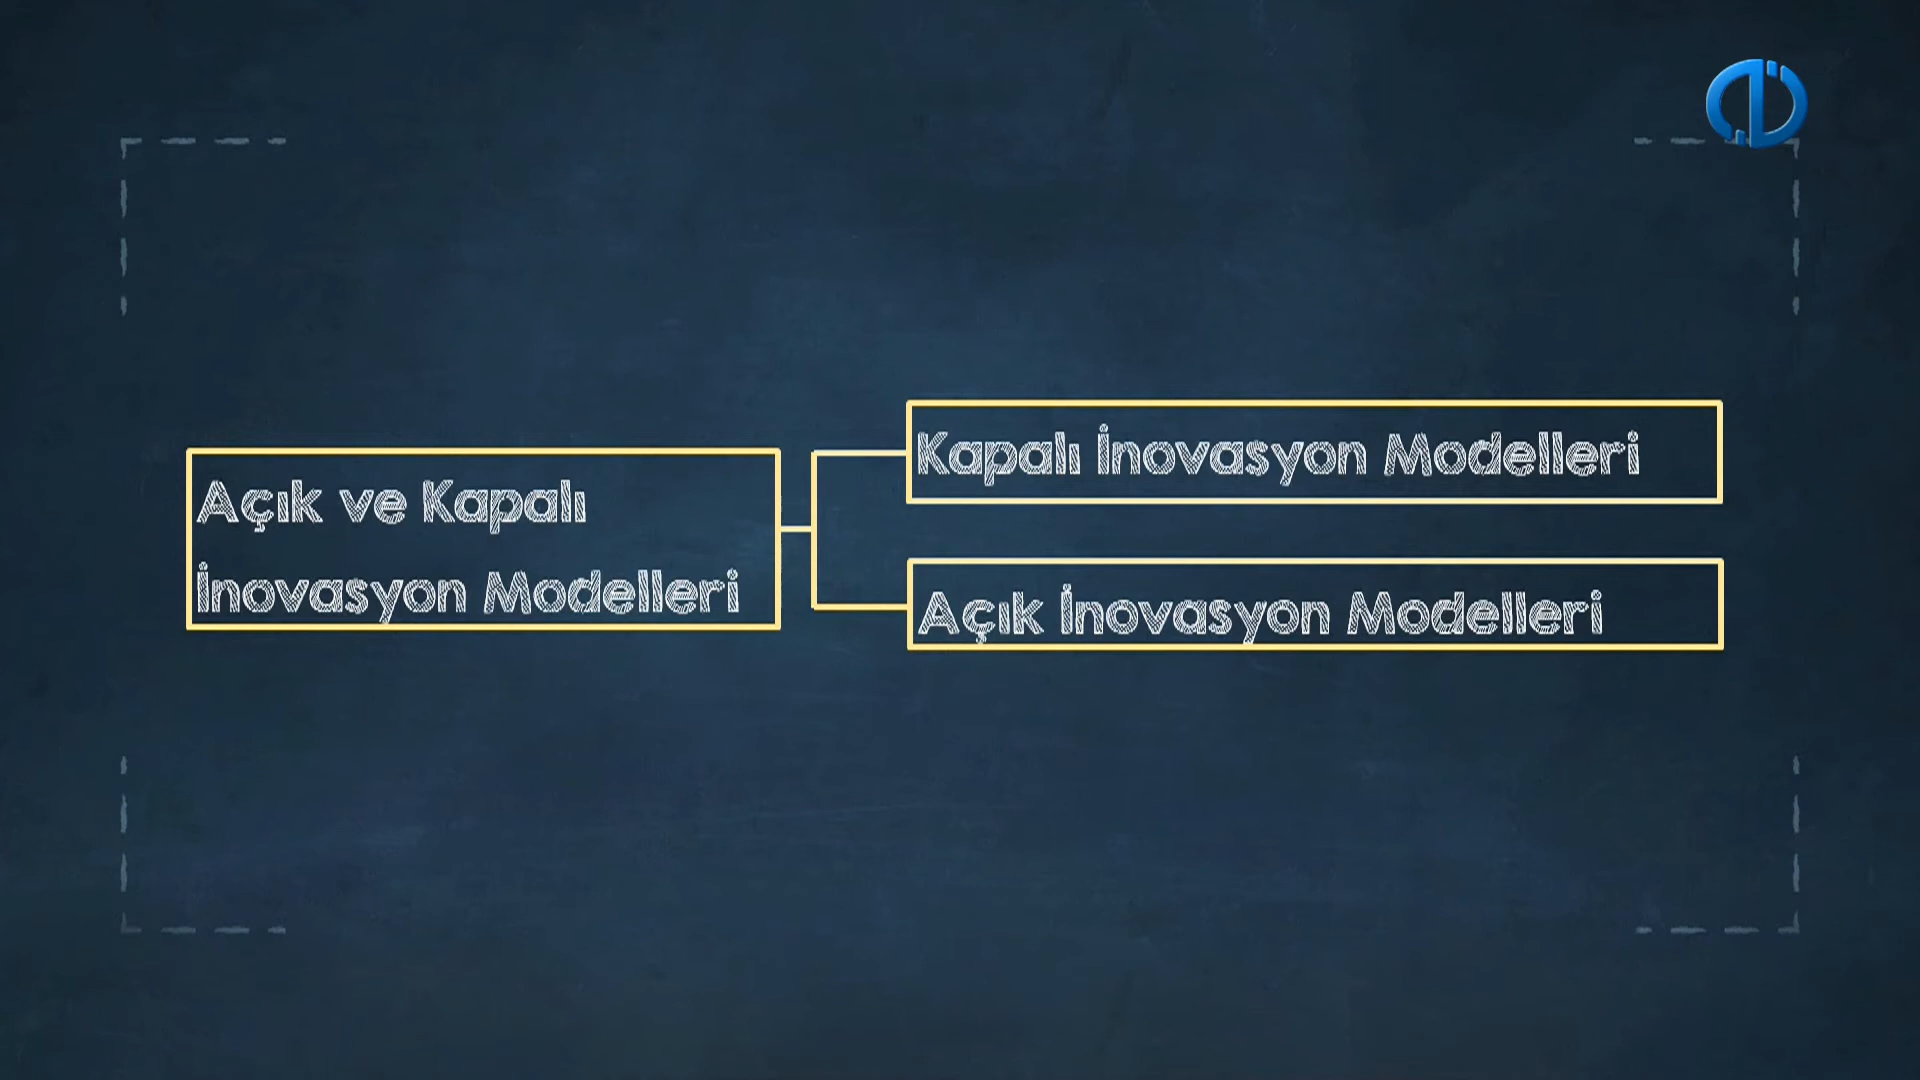 Açık ve Kapalı
İnovasyon Modelleri
Kapalı İnovasyon Modelleri
Açık İnovasyon Modelleri